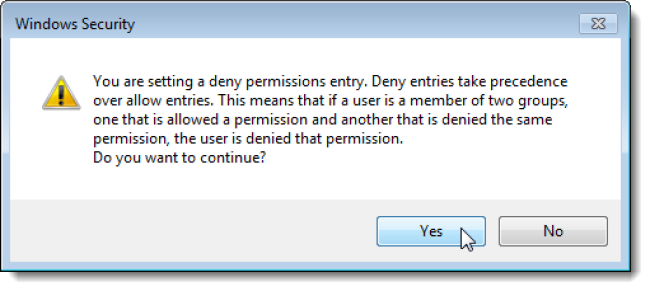 Windows Security
You are setting a deny permissions entry. Deny entries take precedence
over allow entries. This means that if a user is a member of two groups,
one that is allowed a permission and another that is denied the same
permission, the user is denied that permission.
Do you want to continue?
Yes
No